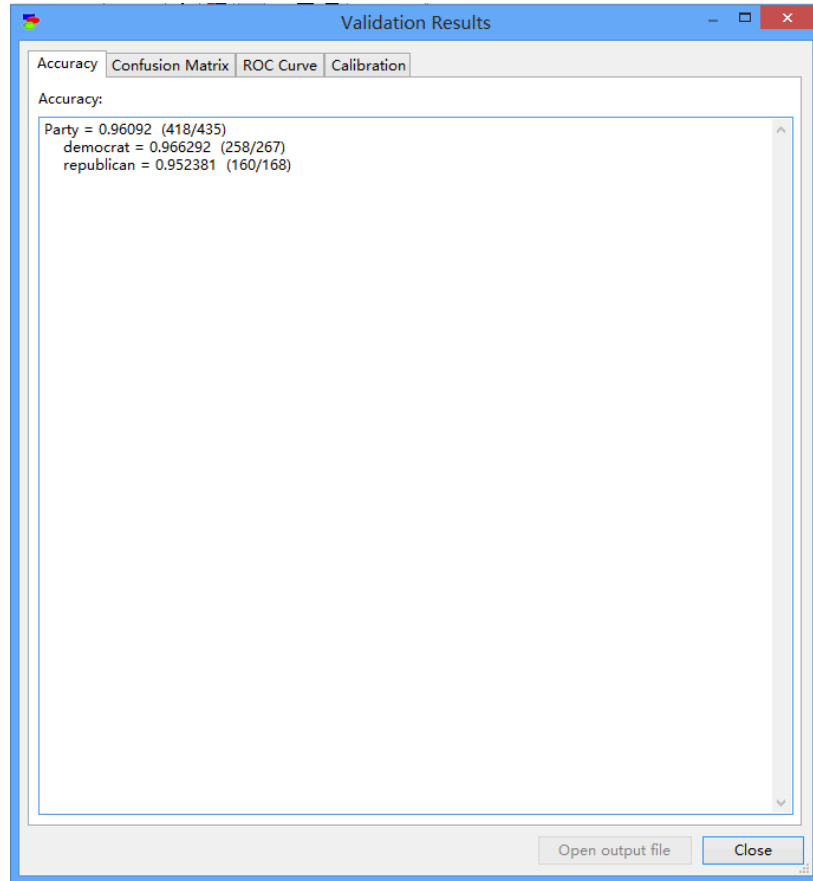 Validation Results
Accuracy Confusion Matrix ROC Curve Calibration
Accuracy:
Party = 0.96092 (418/435)
democrat = 0.966292 (258/267)
republican = 0.952381 (160/168)
Open output file Close